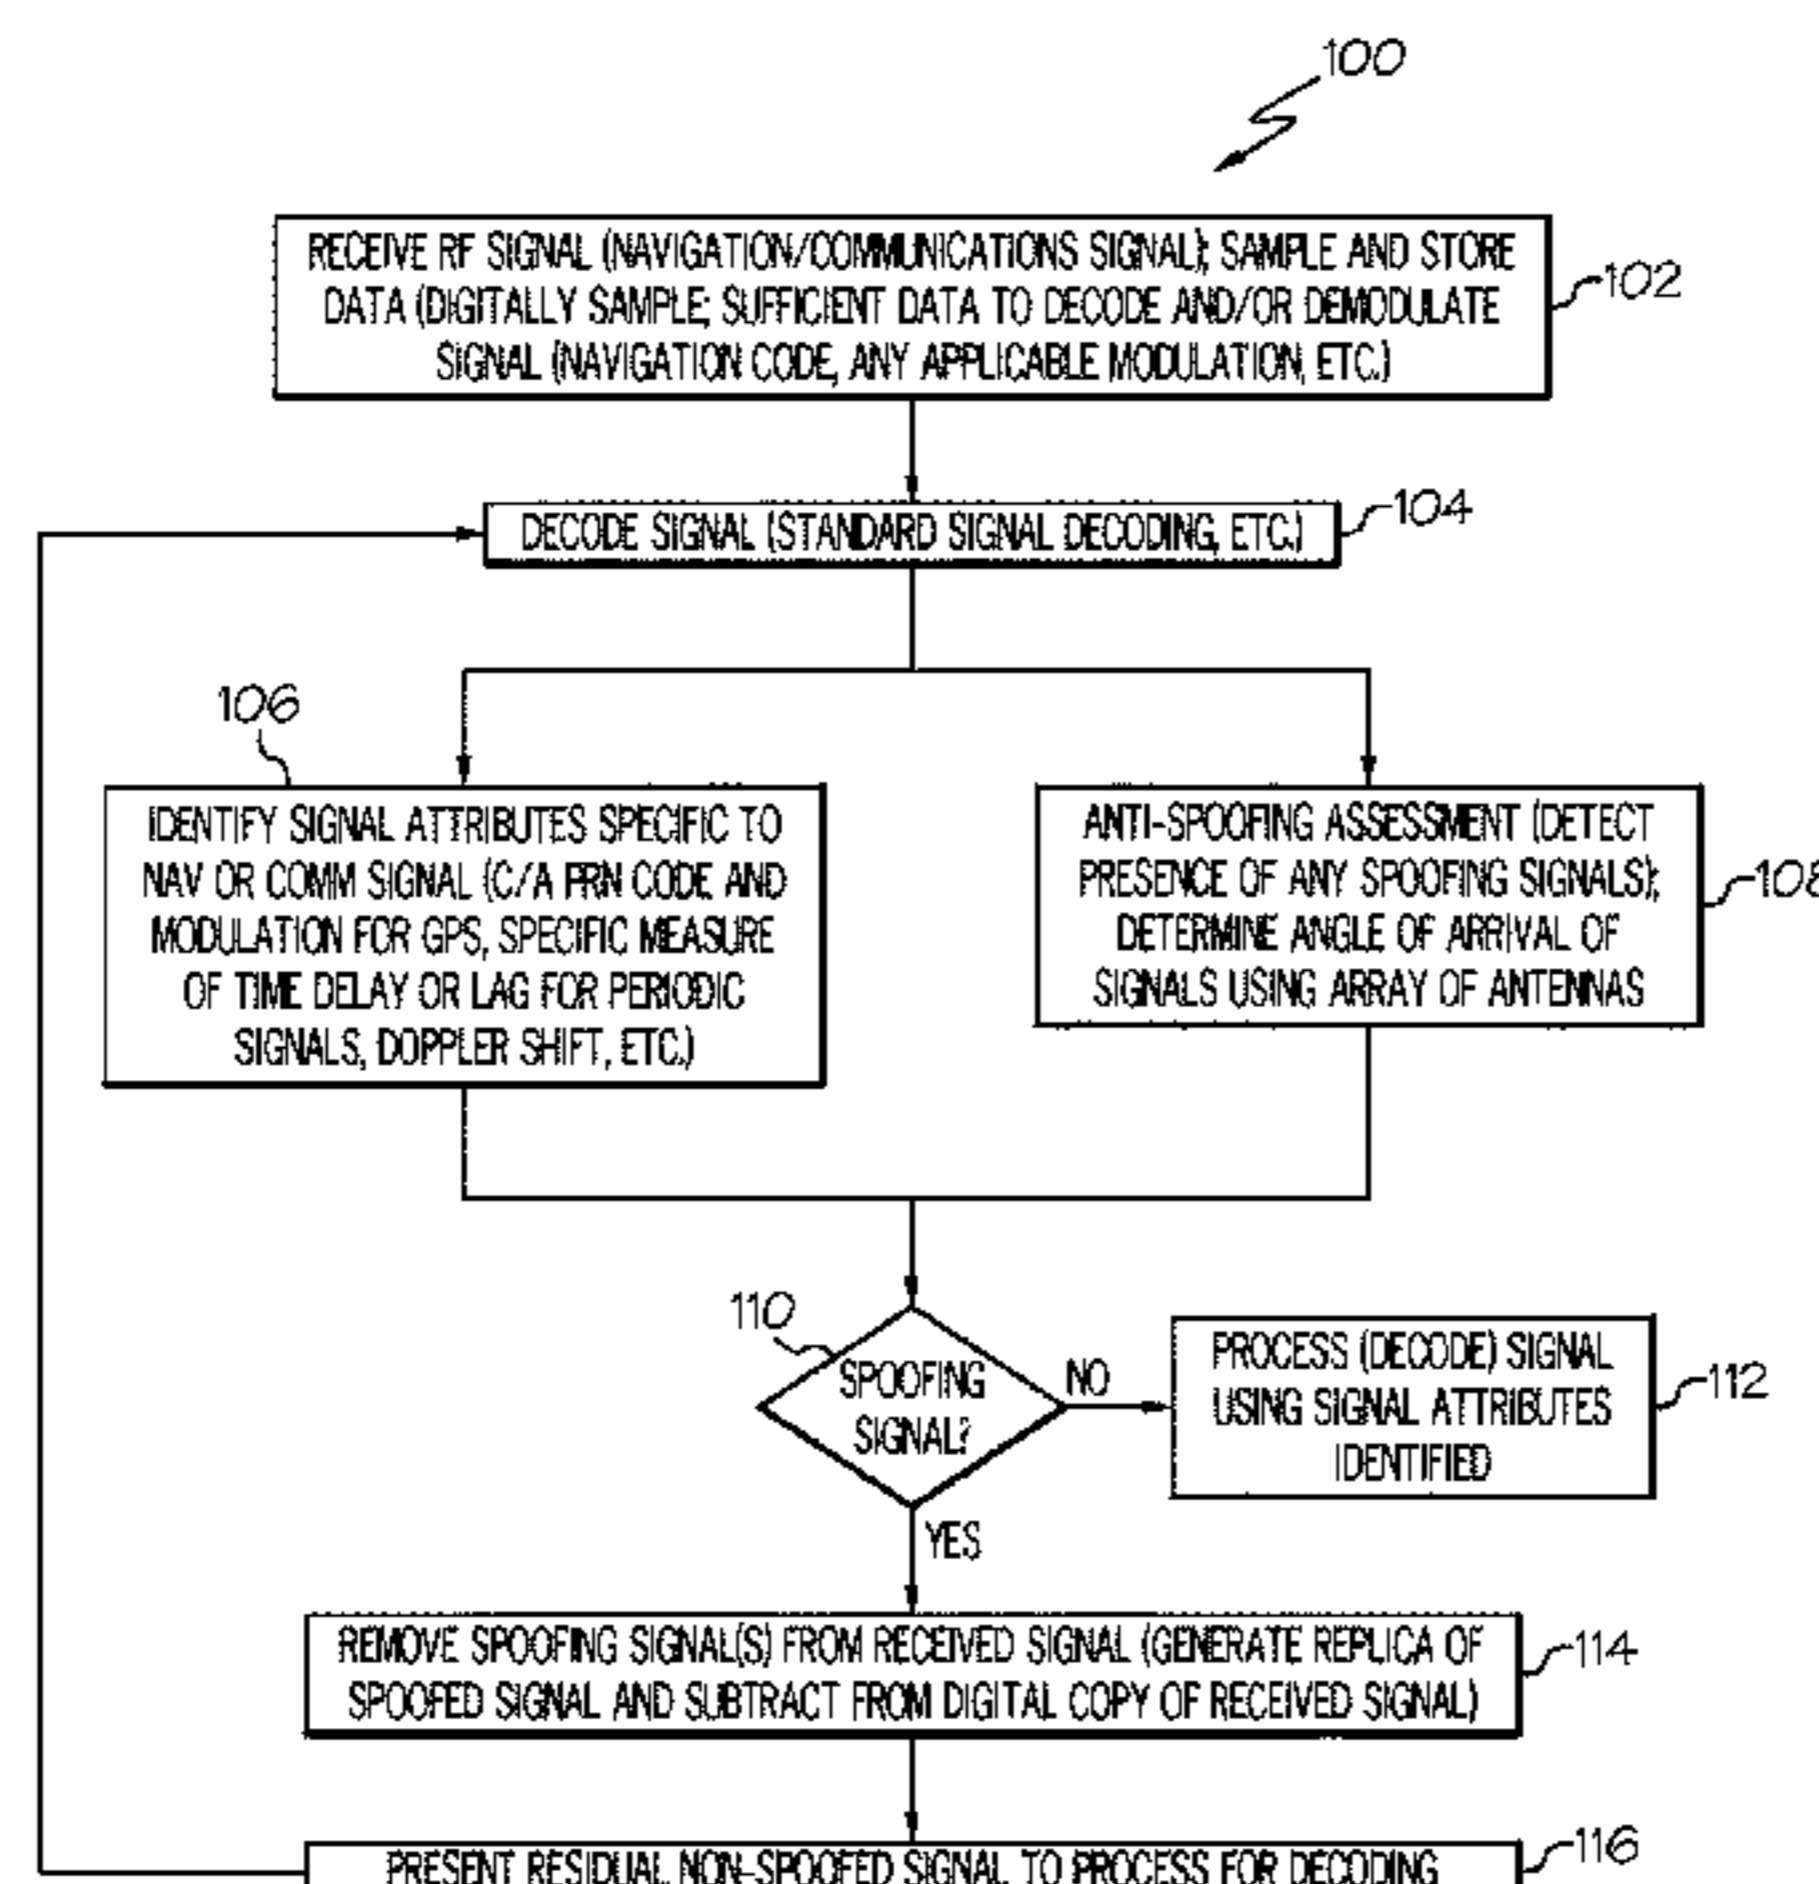 100
RECEIVE RF SIGNAL (NAVIGATION/COMMUNICATIONS SIGNAL); SAMPLE AND STORE
DATA (DIGITALLY SAMPLE; SUFFICIENT DATA TO DECODE AND/OR DEMODULATE
SIGNAL (NAVIGATION CODE, ANY APPLICABLE MODULATION, ETC.)
102
DECODE SIGNAL (STANDARD SIGNAL DECODING, ETC.)
104
106
IDENTIFY SIGNAL ATTRIBUTES SPECIFIC TO
NAV OR COMM SIGNAL (C/A PRN CODE AND
MODULATION FOR GPS, SPECIFIC MEASURE
OF TIME DELAY OR LAG FOR PERIODIC
SIGNALS, DOPPLER SHIFT, ETC.)
ANTI-SPOOFING ASSESSMENT (DETECT
PRESENCE OF ANY SPOOFING SIGNALS);
DETERMINE ANGLE OF ARRIVAL OF
SIGNALS USING ARRAY OF ANTENNAS
108
110
SPOOFING
SIGNAL?
NO
PROCESS (DECODE) SIGNAL
USING SIGNAL ATTRIBUTES
IDENTIFIED
112
YES
REMOVE SPOOFING SIGNAL(S) FROM RECEIVED SIGNAL (GENERATE REPLICA OF
SPOOFED SIGNAL AND SUBTRACT FROM DIGITAL COPY OF RECEIVED SIGNAL)
114
PRESENT RESIDUAL NON-SPOOFED SIGNAL TO PROCESS FOR DECODING
116